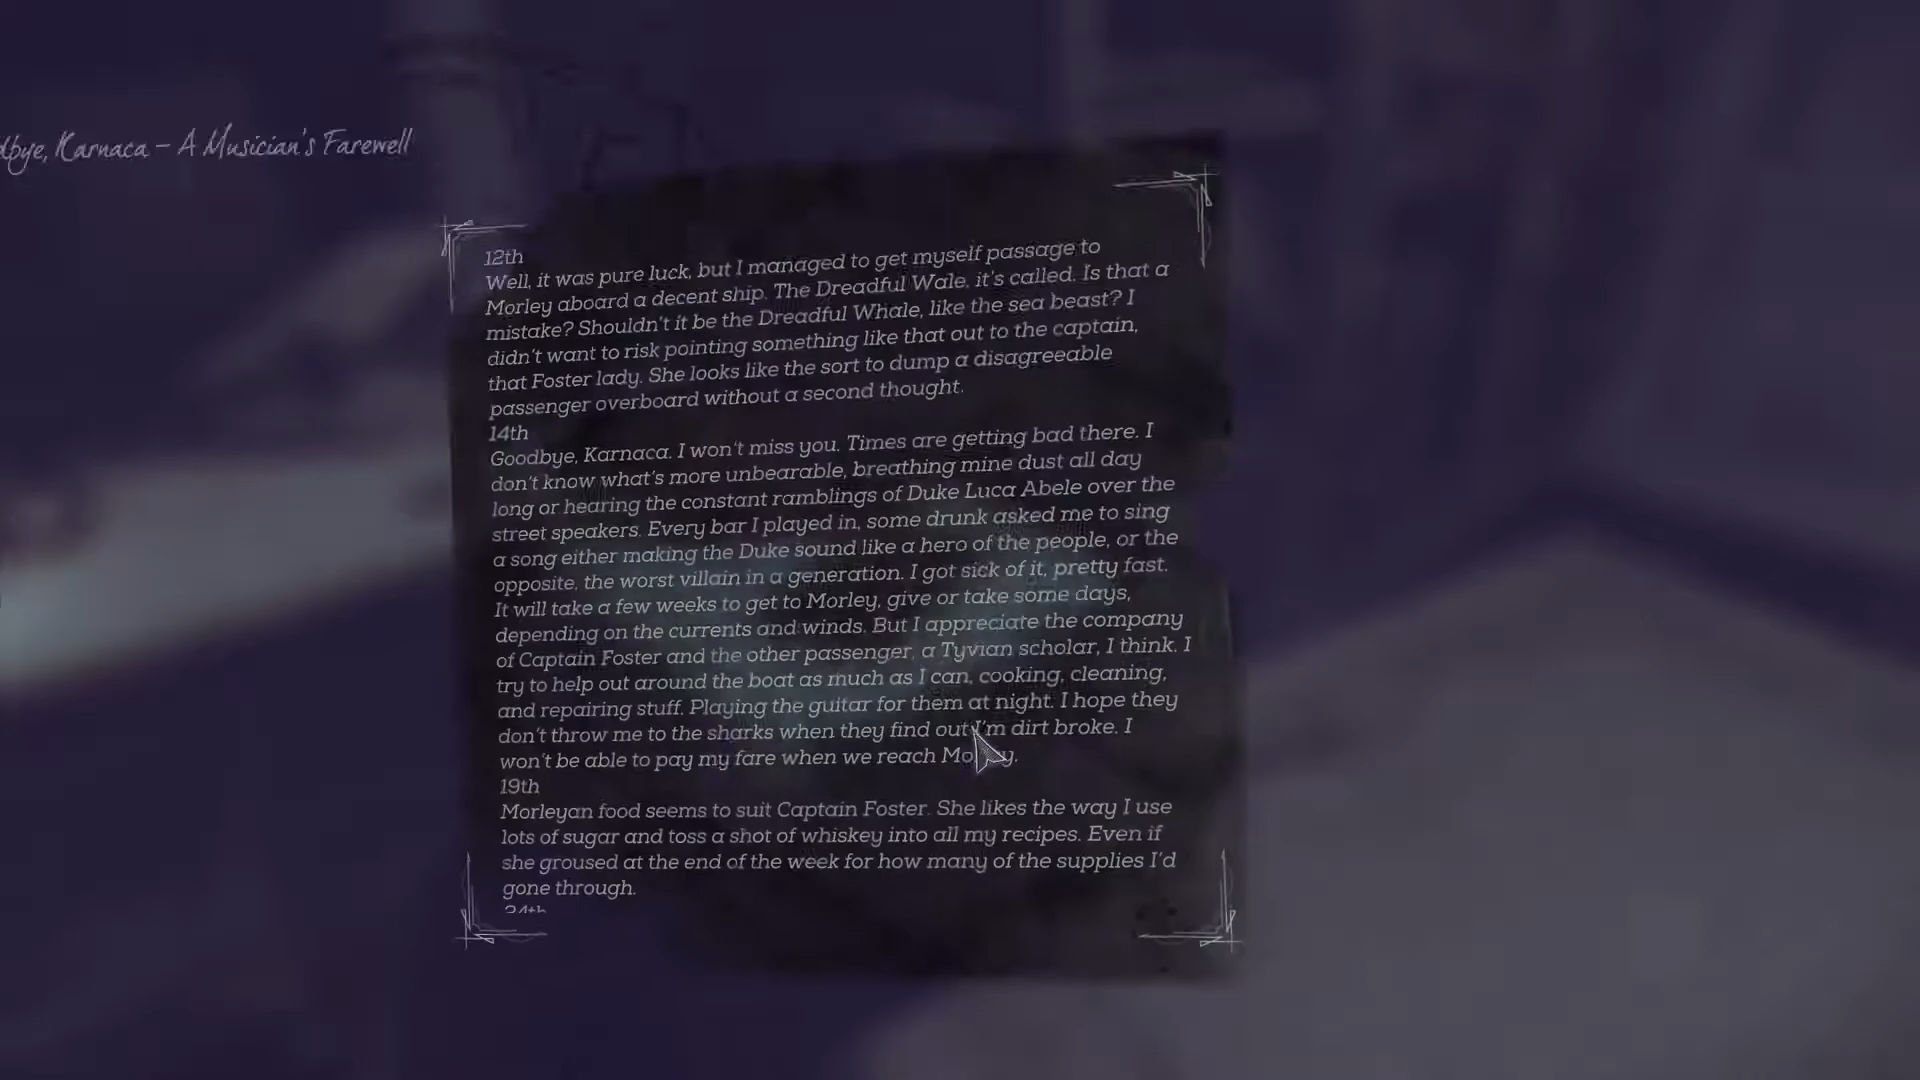 dbye, Karnaca – A Musician's Farewell
12th
Well, it was pure luck, but I managed to get myself passage to
Morley aboard a decent ship. The Dreadful Wale, it's called. Is that a
mistake? Shouldn't it be the Dreadful Whale, like the sea beast? I
didn't want to risk pointing something like that out to the captain,
that Foster lady. She looks like the sort to dump a disagreeable
passenger overboard without a second thought.
14th
Goodbye, Karnaca. I won't miss you. Times are getting bad there. I
don't know what's more unbearable, breathing mine dust all day
long or hearing the constant ramblings of Duke Luca Abele over the
street speakers. Every bar I played in, some drunk asked me to sing
a song either making the Duke sound like a hero of the people, or the
opposite, the worst villain in a generation. I got sick of it, pretty fast.
It will take a few weeks to get to Morley, give or take some days,
depending on the currents and winds. But I appreciate the company
of Captain Foster and the other passenger, a Tyvian scholar, I think. I
try to help out around the boat as much as I can, cooking, cleaning,
and repairing stuff. Playing the guitar for them at night. I hope they
don't throw me to the sharks when they find out I'm dirt broke. I
won't be able to pay my fare when we reach Morley.
19th
Morleyan food seems to suit Captain Foster. She likes the way I use
lots of sugar and toss a shot of whiskey into all my recipes. Even if
she groused at the end of the week for how many of the supplies I'd
gone through.
24th